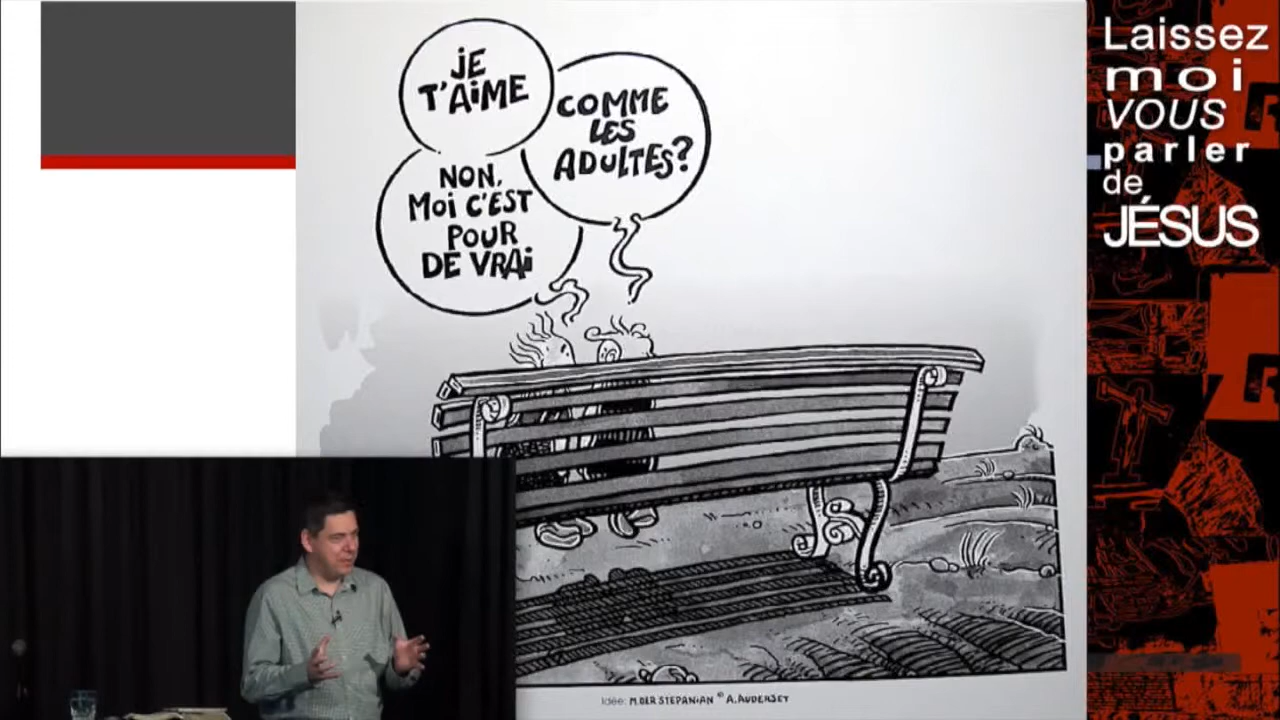 JE
T'AiME
COMME
LES
ADULTES?
NON,
Moi C'EST
POUR
DE VRAi
Idée: M.DER STEPANiAN © A.AUDERSET
Laissez
moi
VOUS
parler
de
JÉSUS